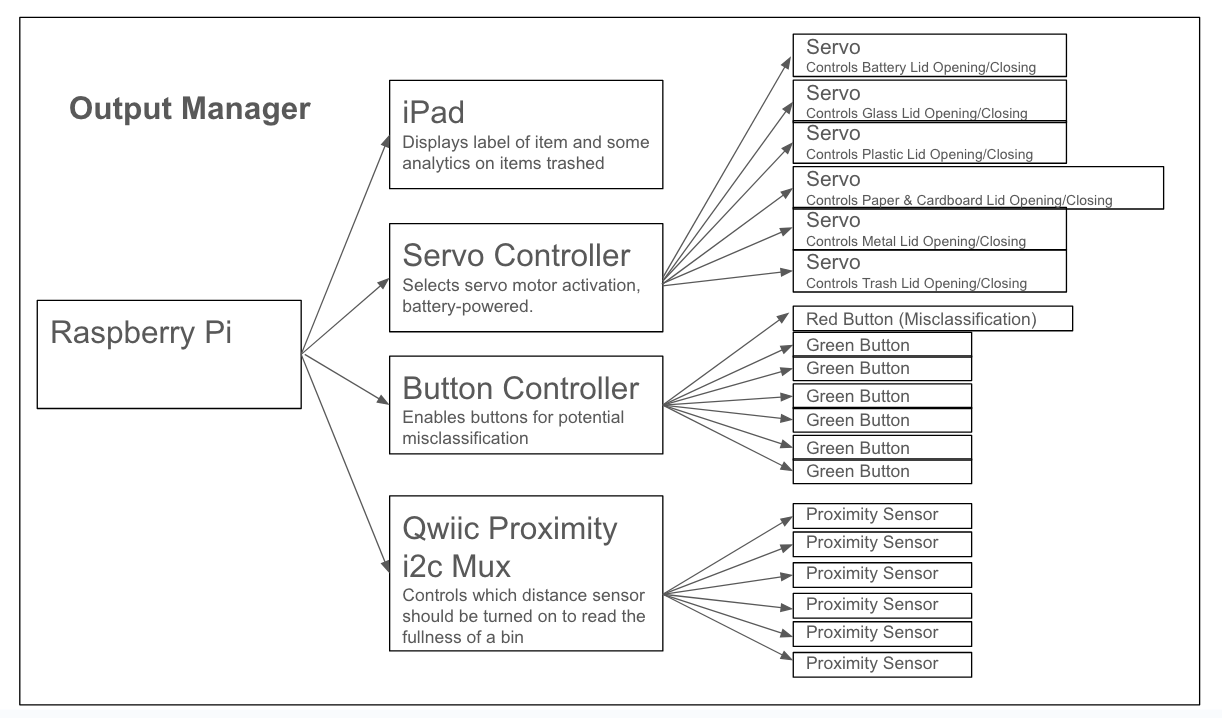 Output Manager
Raspberry Pi
iPad
Displays label of item and some
analytics on items trashed
Servo Controller
Selects servo motor activation,
battery-powered.
Button Controller
Enables buttons for potential
misclassification
Qwiic Proximity
i2c Mux
Controls which distance sensor
should be turned on to read the
fullness of a bin
Servo
Controls Battery Lid Opening/Closing
Servo
Controls Glass Lid Opening/Closing
Servo
Controls Plastic Lid Opening/Closing
Servo
Controls Paper & Cardboard Lid Opening/Closing
Servo
Controls Metal Lid Opening/Closing
Servo
Controls Trash Lid Opening/Closing
Red Button (Misclassification)
Green Button
Green Button
Green Button
Green Button
Green Button
Green Button
Proximity Sensor
Proximity Sensor
Proximity Sensor
Proximity Sensor
Proximity Sensor
Proximity Sensor